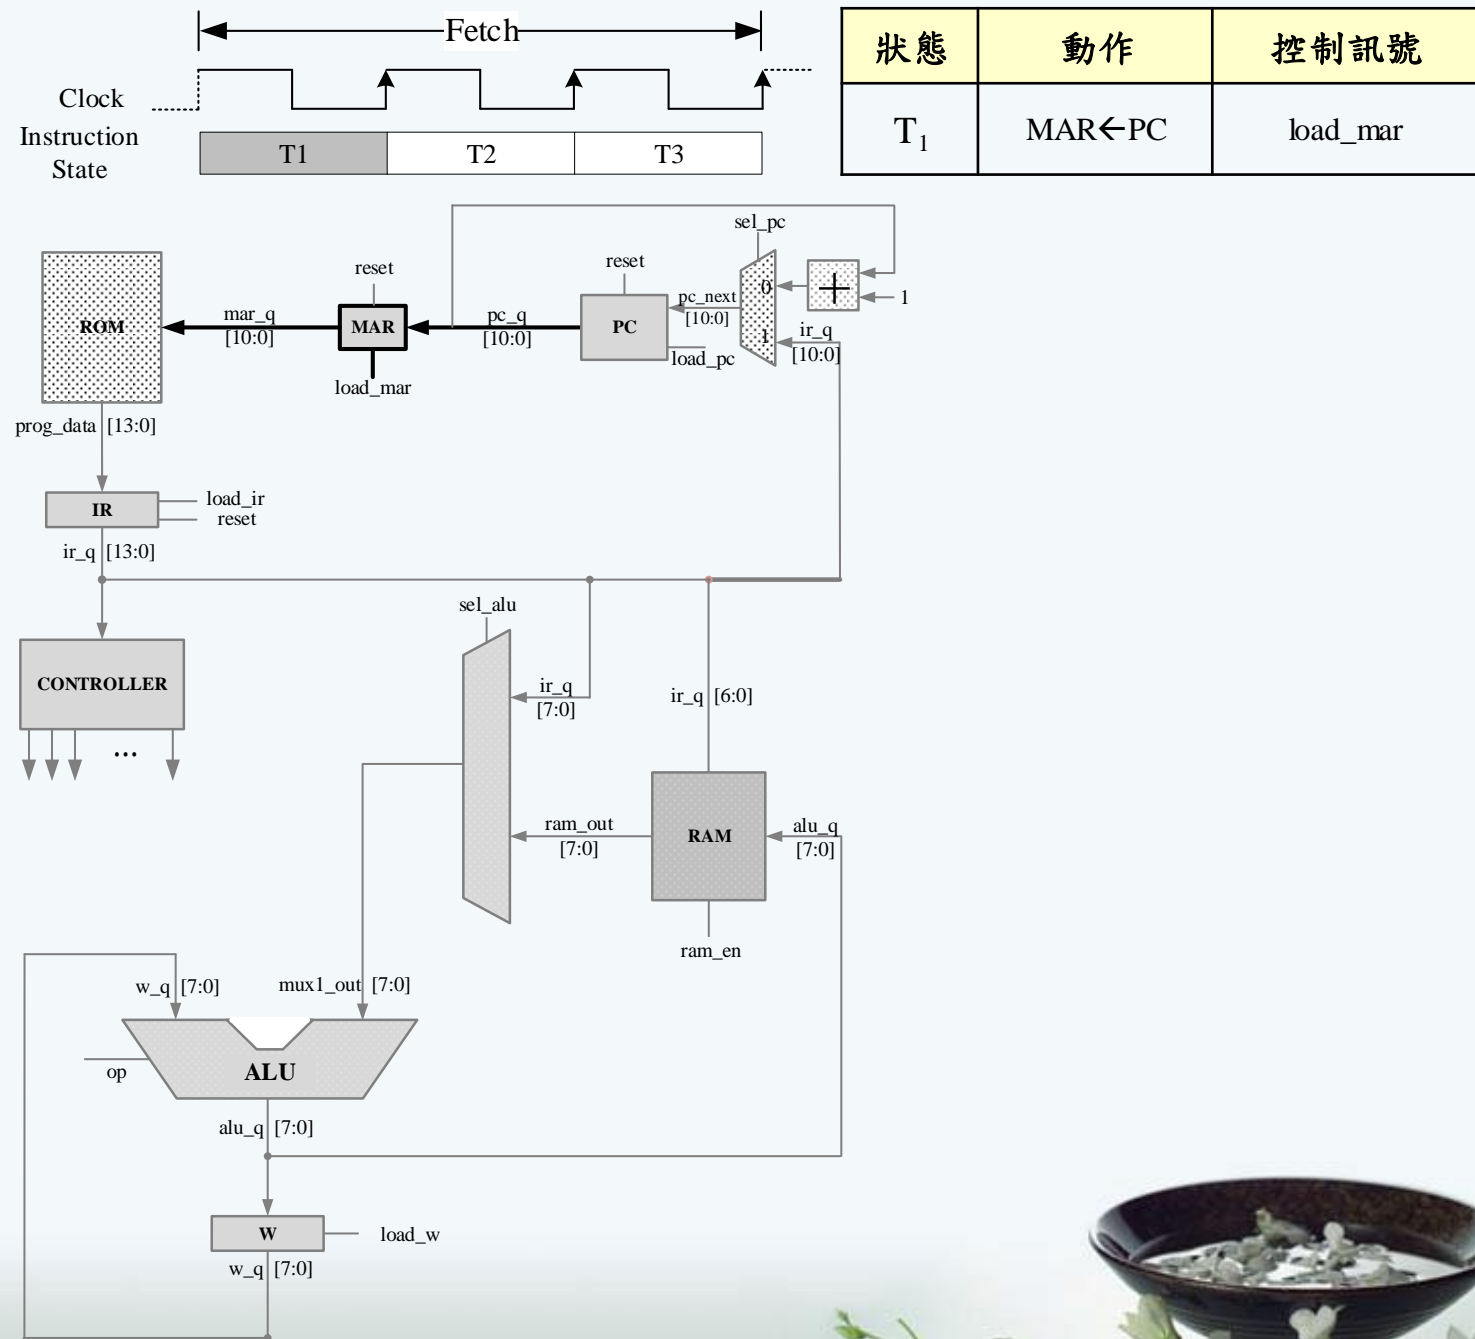 Fetch
Clock
Instruction
State
T1 T2 T3
狀態 動作 控制訊號
T1 MAR←PC load_mar
sel_pc
reset
reset
ROM
mar_q
[10:0]
MAR
load_mar
pc_q
[10:0]
PC
load_pc
pc_next
[10:0]
0
1
+
1
ir_q
[10:0]
prog_data [13:0]
IR
load_ir
reset
ir_q [13:0]
CONTROLLER
...
sel_alu
ir_q
[7:0]
ir_q [6:0]
ram_out
[7:0]
RAM
alu_q
[7:0]
ram_en
w_q [7:0]
mux1_out [7:0]
op
ALU
alu_q [7:0]
W
load_w
w_q [7:0]